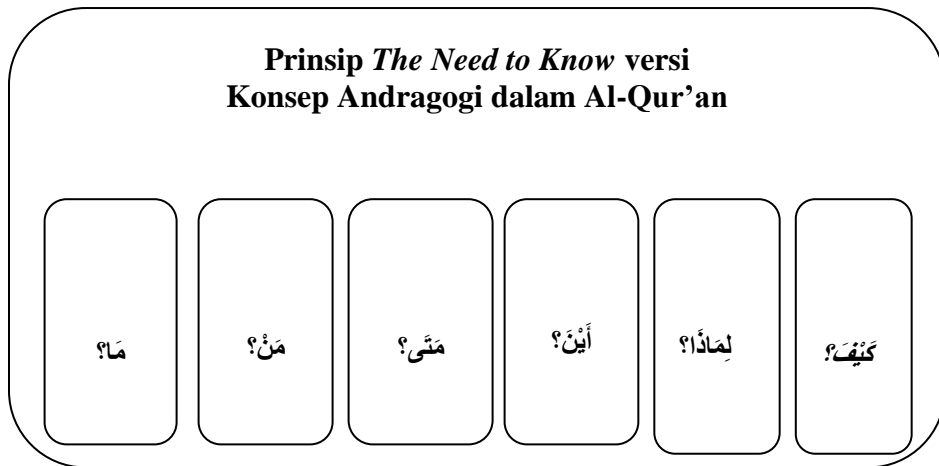 Prinsip The Need to Know versi
Konsep Andragogi dalam Al-Qur'an
مَا؟
مَنْ؟
مَتَى؟
أَيْنَ؟
لِمَاذَا؟
كَيْفَ؟